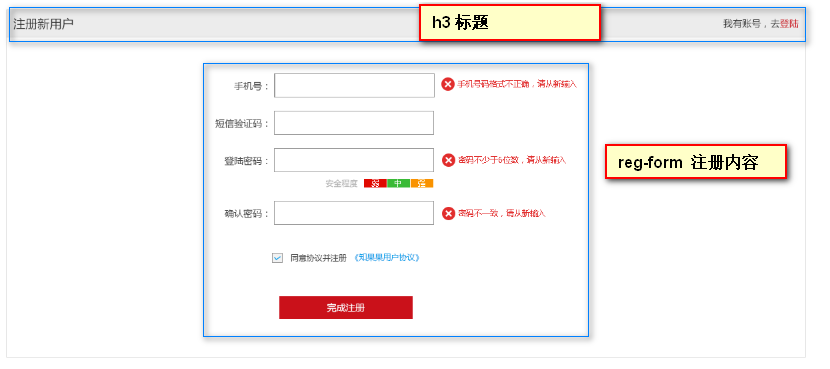 注册新用户
h3 标题
我有账号，去登陆
手机号：
手机号码格式不正确，请从新输入
短信验证码：
登陆密码：
密码不少于6位数，请从新输入
安全程度 弱 中 强
reg-form 注册内容
确认密码：
密码不一致，请从新输入
同意协议并注册 《知果果用户协议》
完成注册